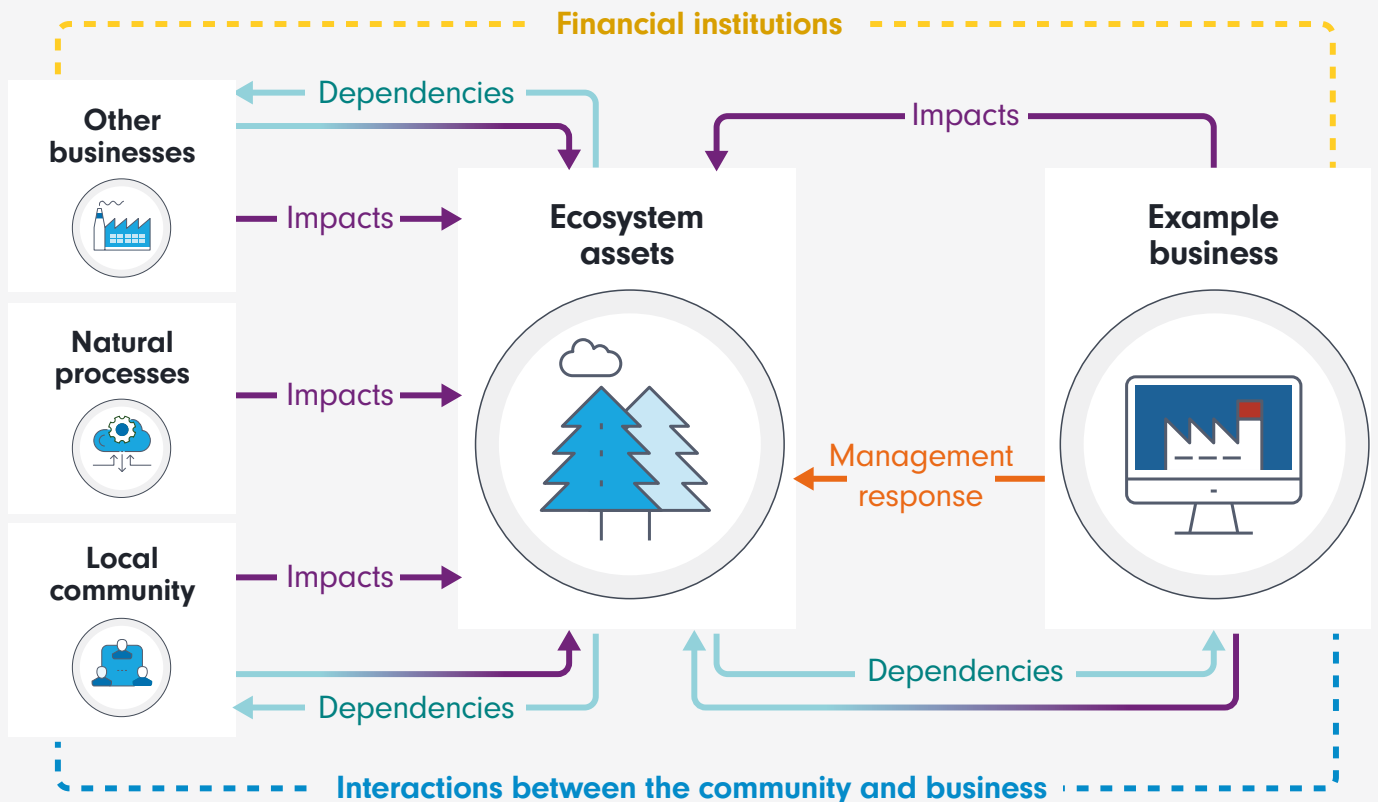 Financial institutions
Dependencies
Impacts
Other
businesses
Impacts
Ecosystem
assets
Example
business
Natural
processes
Impacts
Management
response
Local
community
Impacts
Dependencies
Dependencies
Interactions between the community and business